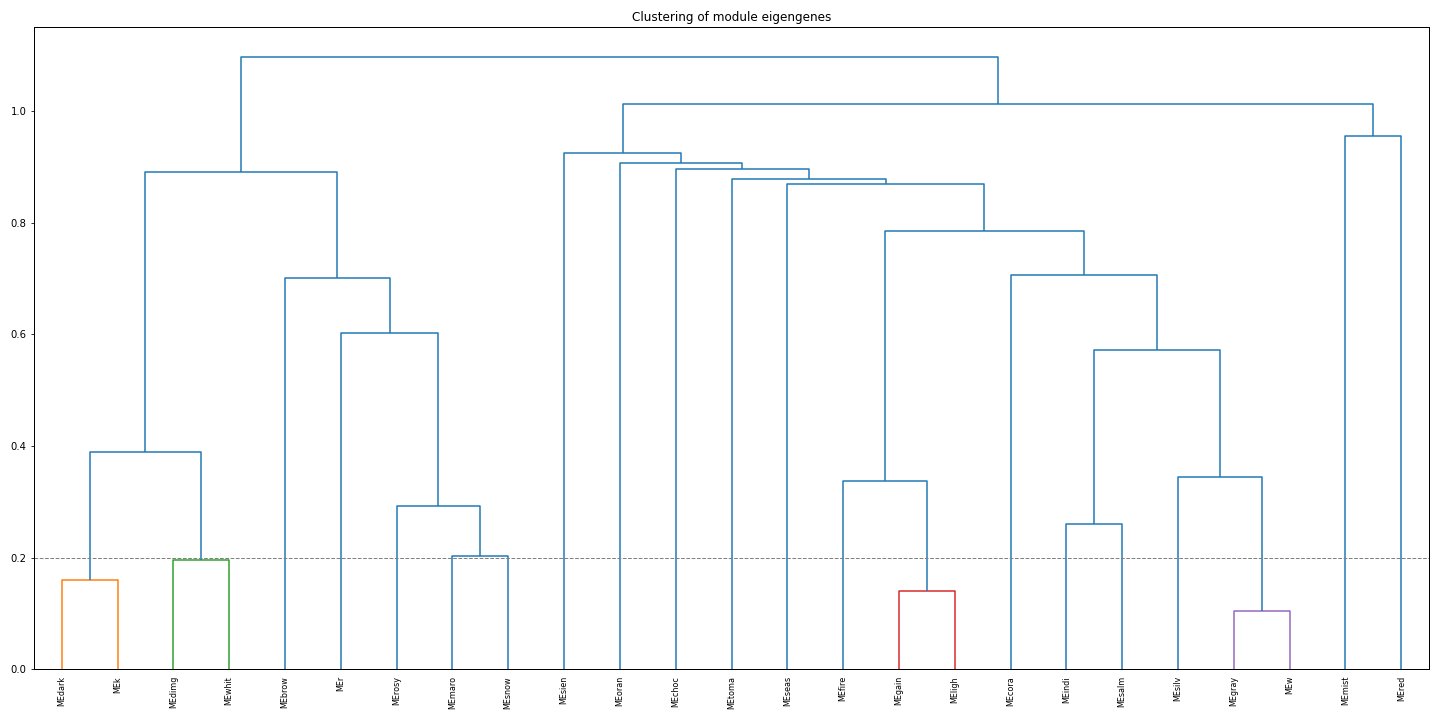 Clustering of module eigengenes
1.0
0.8
0.6
0.4
0.2
0.0
MEdark
MEk
MEdimg
MEwhit
MEbrow
MEr
MErosy
MEmaro
MEsnow
MEsien
MEoran
MEchoc
MEtoma
MEseas
MEfire
MEgain
MEligh
MEcora
MEindi
MEsalm
MEsilv
MEgray
MEw
MEmist
MEred